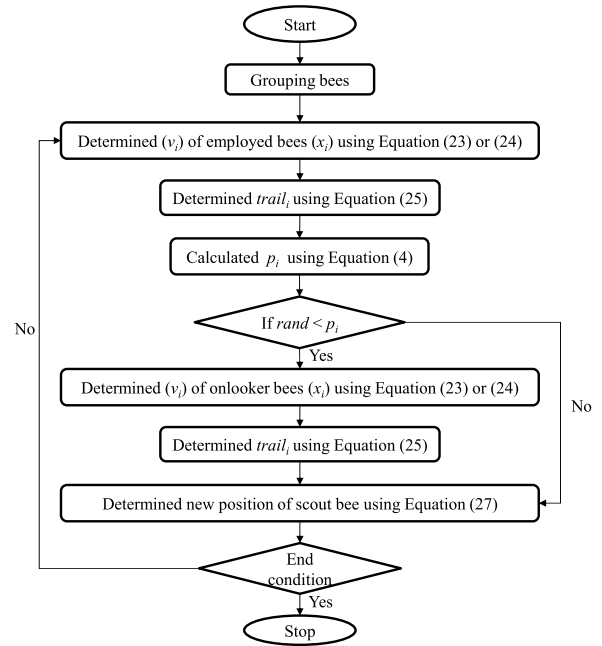 Start
Grouping bees
Determined (vi) of employed bees (xi) using Equation (23) or (24)
Determined traili using Equation (25)
Calculated pi using Equation (4)
If rand < pi
Yes
No
Determined (vi) of onlooker bees (xi) using Equation (23) or (24)
No
Determined traili using Equation (25)
Determined new position of scout bee using Equation (27)
End
condition
Yes
Stop